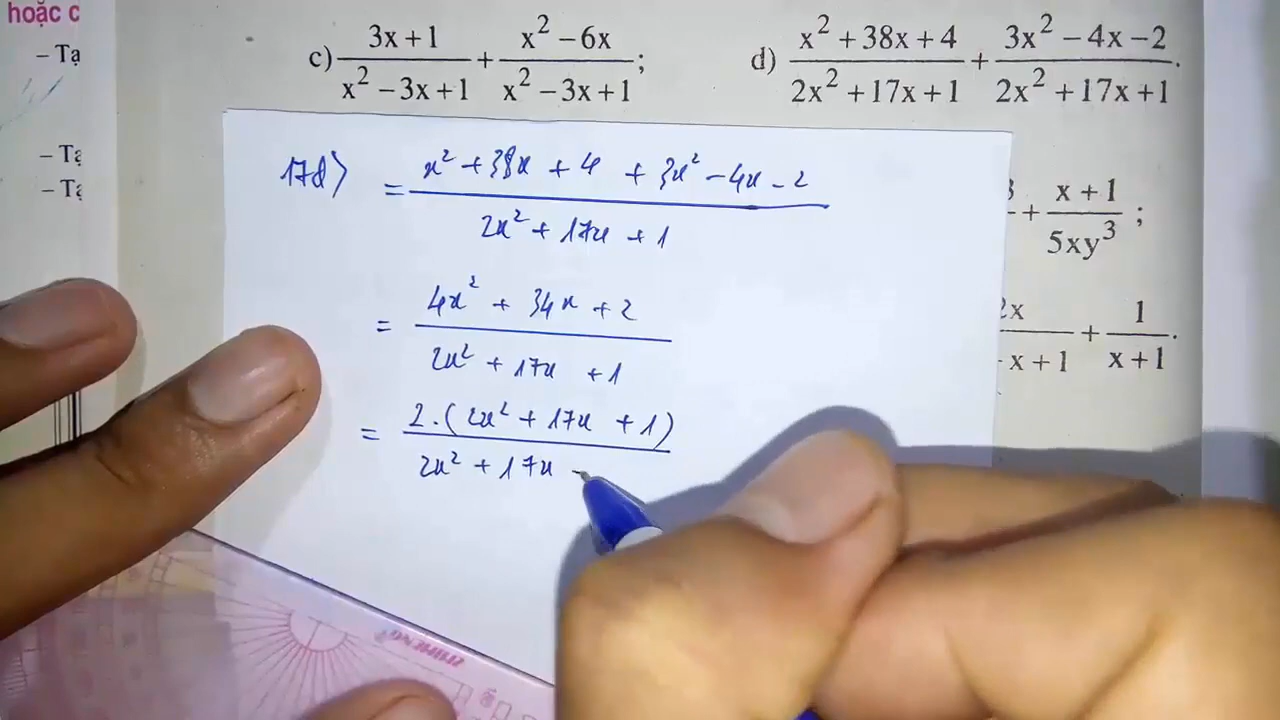 hoặc c
– Tạ
– Tạ
– Tạ
c) (3x + 1)/(x² – 3x + 1) + (x² – 6x)/(x² – 3x + 1);
d) (x² + 38x + 4)/(2x² + 17x + 1) + (3x² – 4x – 2)/(2x² + 17x + 1).
17d) = (x² + 38x + 4 + 3x² – 4x – 2)/(2x² + 17x + 1)
= (4x² + 34x + 2)/(2x² + 17x + 1)
= 2.(2x² + 17x + 1)/(2x² + 17x –
+ (x + 1)/(5xy³) ;
2x/(x + 1) + 1/(x + 1).